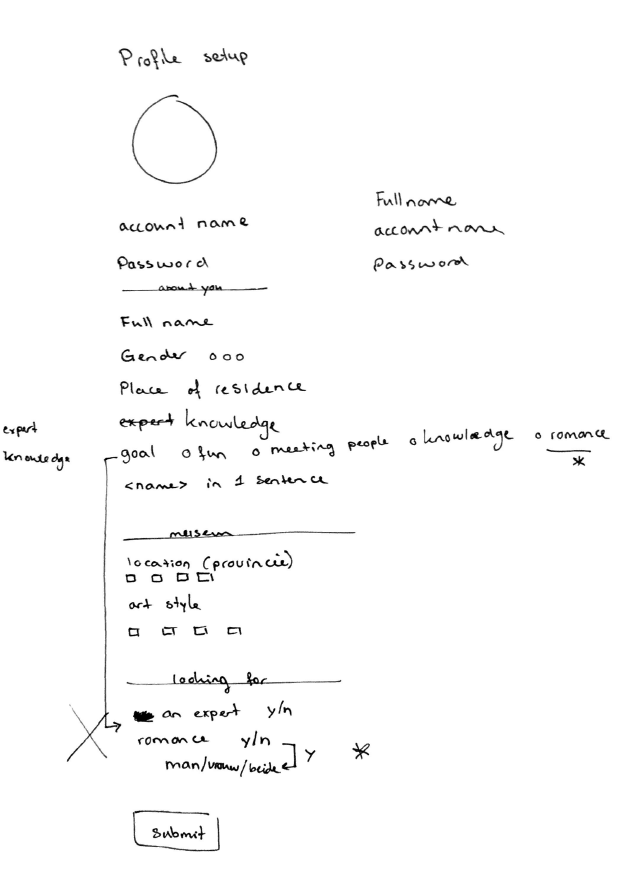 Profile setup
Full name
account name
account name
Password
Password
about you
Full name
Gender
Place of residence
expert knowledge
expert
knowledge
goal o fun o meeting people o knowledge o romance
*
<name> in 1 sentence
museum
location (provincie)
art style
looking for
an expert y/n
romance y/n
man/vrouw/beide y *
submit